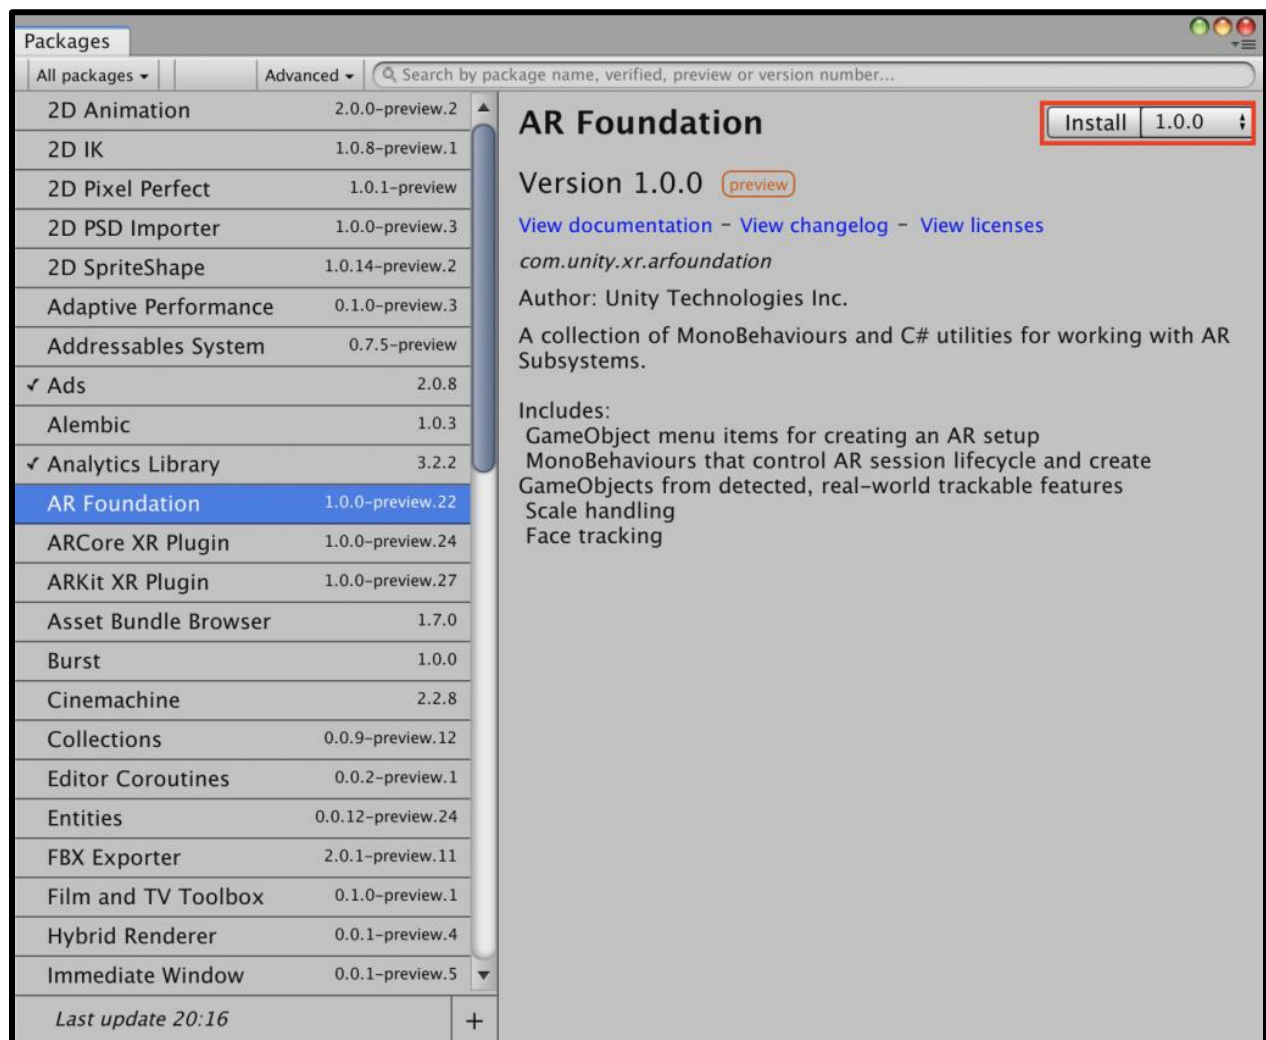 Packages
All packages Advanced Search by package name, verified, preview or version number...
2D Animation 2.0.0-preview.2
2D IK 1.0.8-preview.1
2D Pixel Perfect 1.0.1-preview
2D PSD Importer 1.0.0-preview.3
2D SpriteShape 1.0.14-preview.2
Adaptive Performance 0.1.0-preview.3
Addressables System 0.7.5-preview
✓ Ads 2.0.8
Alembic 1.0.3
✓ Analytics Library 3.2.2
AR Foundation 1.0.0-preview.22
ARCore XR Plugin 1.0.0-preview.24
ARKit XR Plugin 1.0.0-preview.27
Asset Bundle Browser 1.7.0
Burst 1.0.0
Cinemachine 2.2.8
Collections 0.0.9-preview.12
Editor Coroutines 0.0.2-preview.1
Entities 0.0.12-preview.24
FBX Exporter 2.0.1-preview.11
Film and TV Toolbox 0.1.0-preview.1
Hybrid Renderer 0.0.1-preview.4
Immediate Window 0.0.1-preview.5
Last update 20:16 +
AR Foundation Install 1.0.0
Version 1.0.0 preview
View documentation - View changelog - View licenses
com.unity.xr.arfoundation
Author: Unity Technologies Inc.
A collection of MonoBehaviours and C# utilities for working with AR
Subsystems.
Includes:
GameObject menu items for creating an AR setup
MonoBehaviours that control AR session lifecycle and create
GameObjects from detected, real-world trackable features
Scale handling
Face tracking